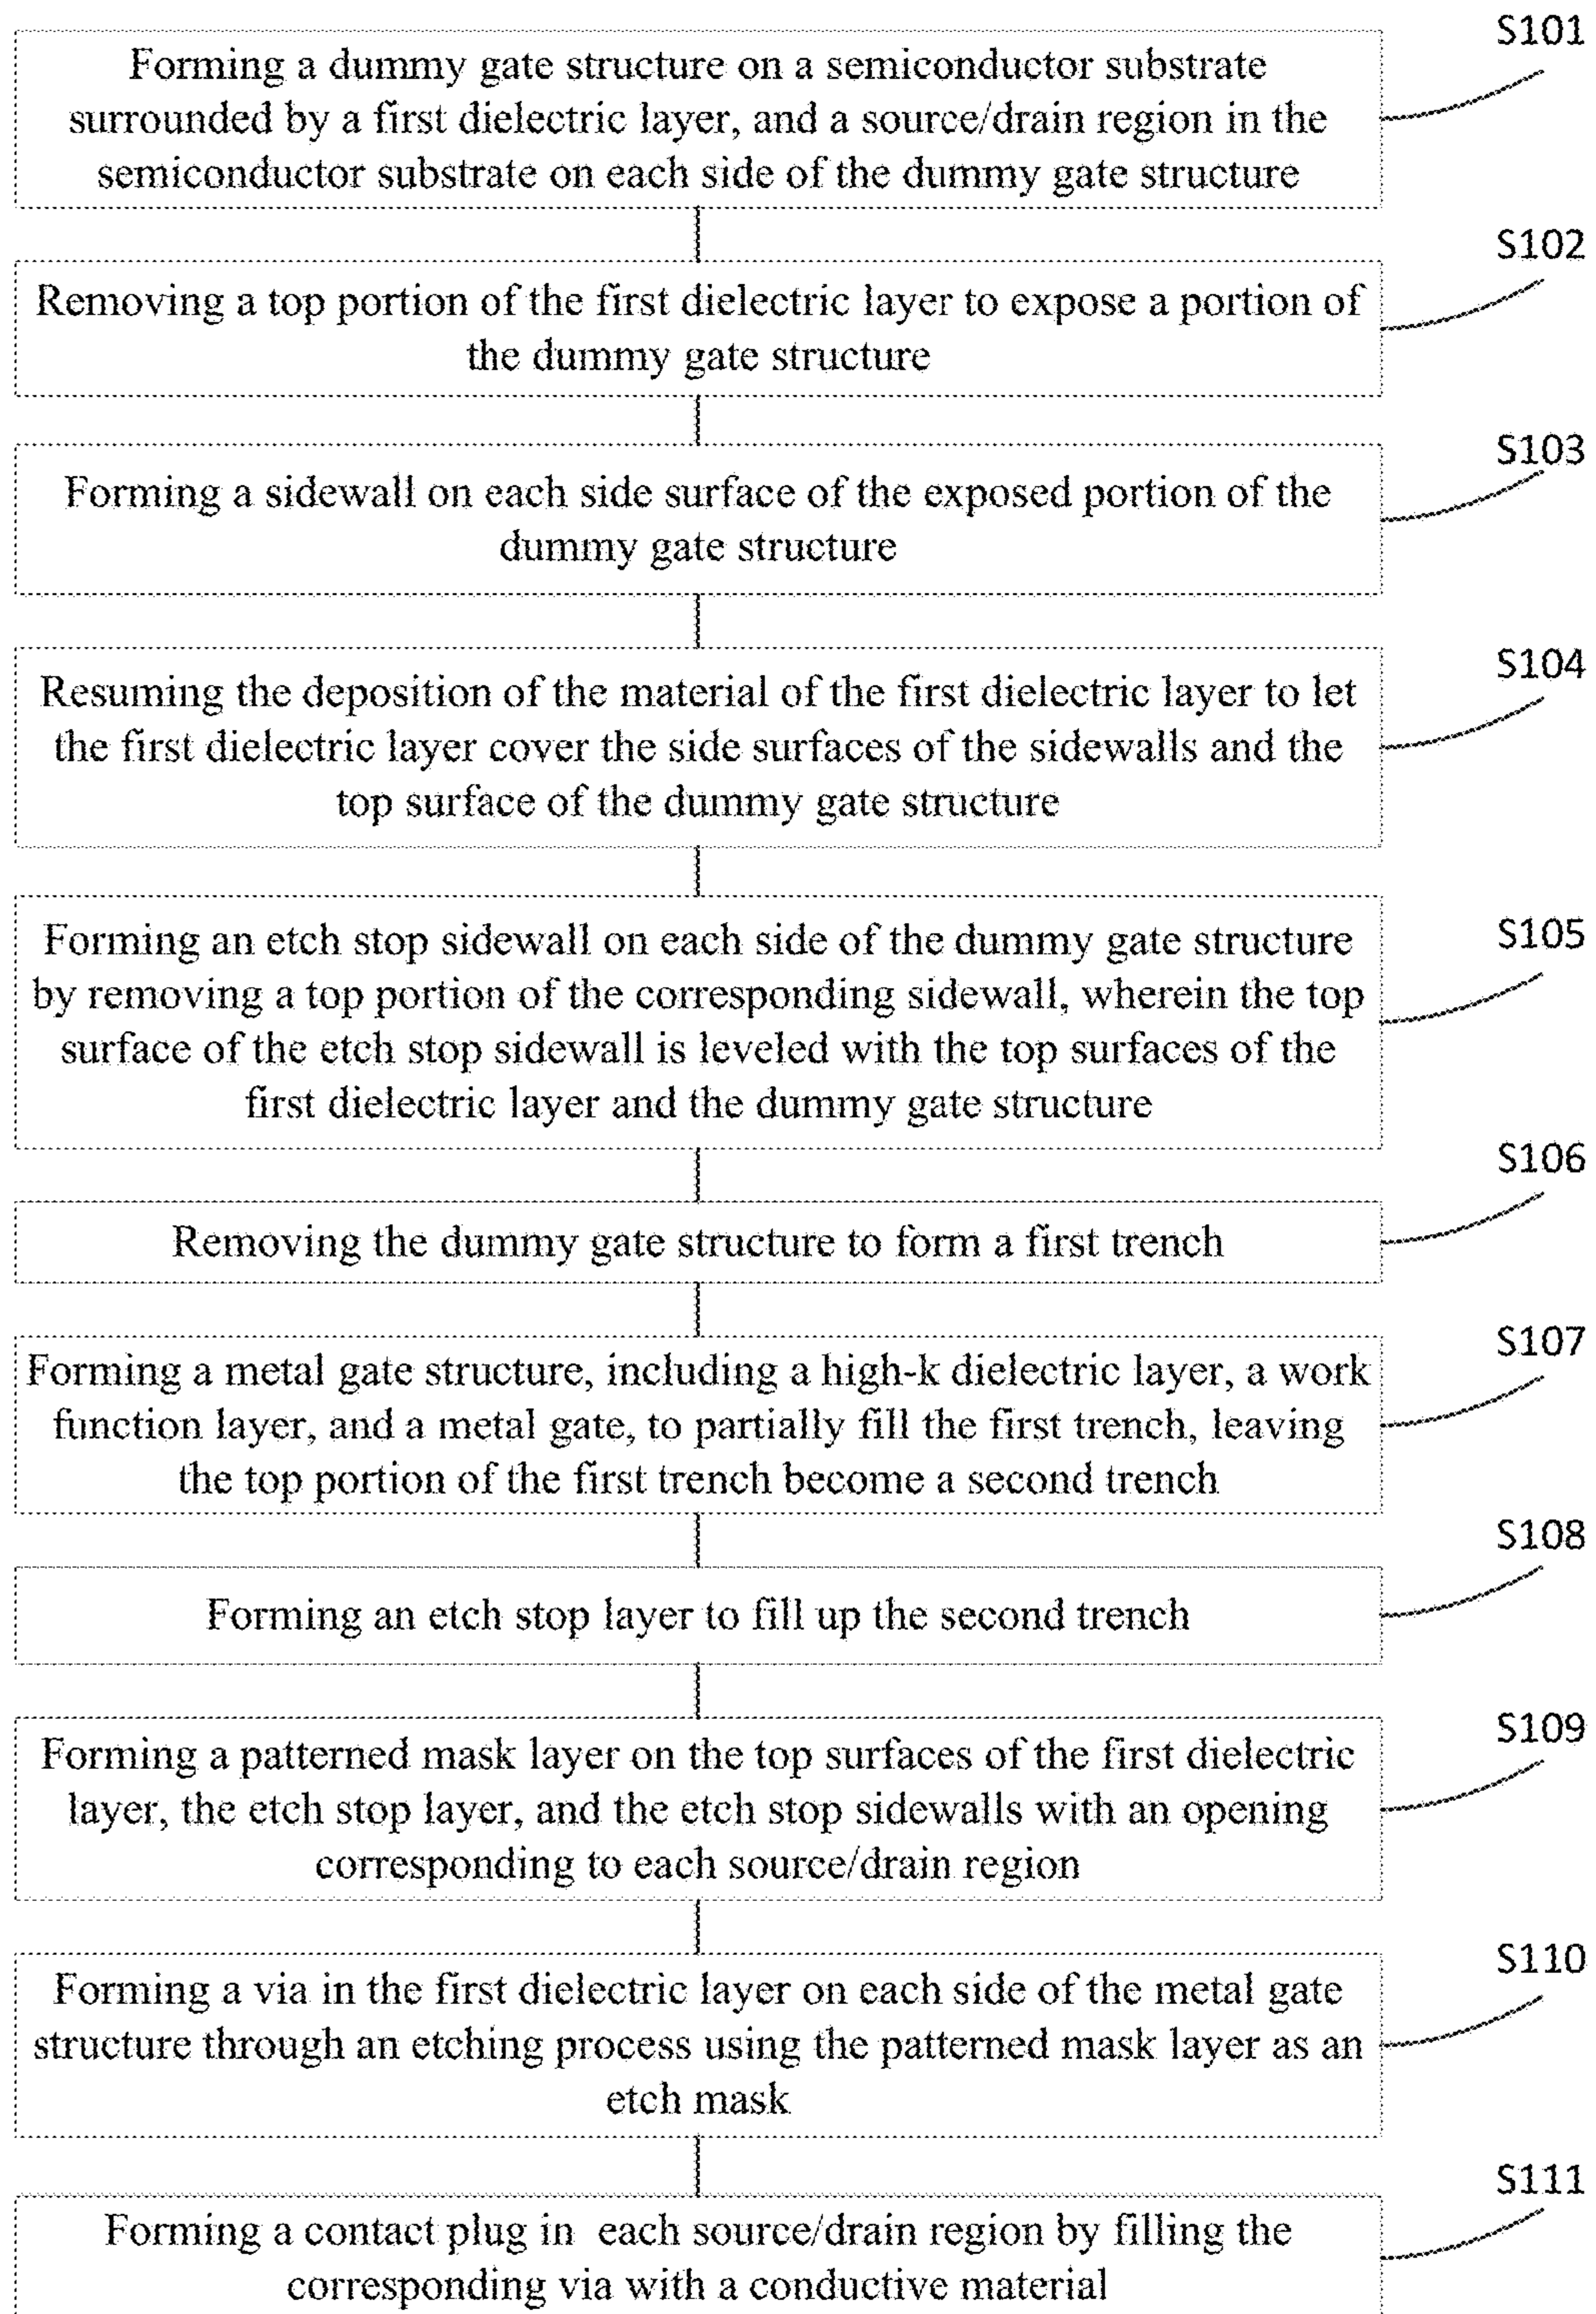 S101
Forming a dummy gate structure on a semiconductor substrate
surrounded by a first dielectric layer, and a source/drain region in the
semiconductor substrate on each side of the dummy gate structure
S102
Removing a top portion of the first dielectric layer to expose a portion of
the dummy gate structure
S103
Forming a sidewall on each side surface of the exposed portion of the
dummy gate structure
S104
Resuming the deposition of the material of the first dielectric layer to let
the first dielectric layer cover the side surfaces of the sidewalls and the
top surface of the dummy gate structure
S105
Forming an etch stop sidewall on each side of the dummy gate structure
by removing a top portion of the corresponding sidewall, wherein the top
surface of the etch stop sidewall is leveled with the top surfaces of the
first dielectric layer and the dummy gate structure
S106
Removing the dummy gate structure to form a first trench
S107
Forming a metal gate structure, including a high-k dielectric layer, a work
function layer, and a metal gate, to partially fill the first trench, leaving
the top portion of the first trench become a second trench
S108
Forming an etch stop layer to fill up the second trench
S109
Forming a patterned mask layer on the top surfaces of the first dielectric
layer, the etch stop layer, and the etch stop sidewalls with an opening
corresponding to each source/drain region
S110
Forming a via in the first dielectric layer on each side of the metal gate
structure through an etching process using the patterned mask layer as an
etch mask
S111
Forming a contact plug in each source/drain region by filling the
corresponding via with a conductive material